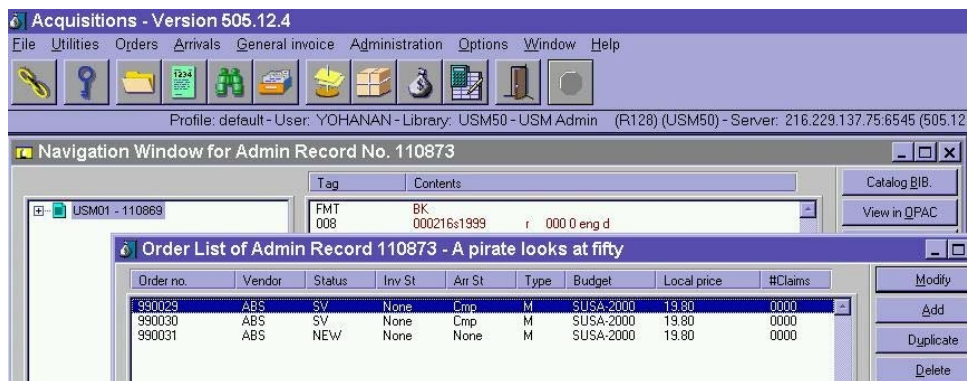 Acquisitions - Version 505.12.4
File Utilities Orders Arrivals General invoice Administration Options Window Help
1234
Profile: default - User: YOHANAN - Library: USM50 - USM Admin (R128) (USM50) - Server: 216.229.137.75:6545 (505.12
Navigation Window for Admin Record No. 110873
Tag Contents Catalog BIB.
USM01 - 110869 FMT BK View in OPAC
008 000216s1999 r 000 0 eng d
Order List of Admin Record 110873 - A pirate looks at fifty
Order no. Vendor Status Inv St Arr St Type Budget Local price #Claims Modify
990029 ABS SV None Cmp M SUSA-2000 19.80 0000 Add
990030 ABS SV None Cmp M SUSA-2000 19.80 0000
990031 ABS NEW None None M SUSA-2000 19.80 0000 Duplicate
Delete